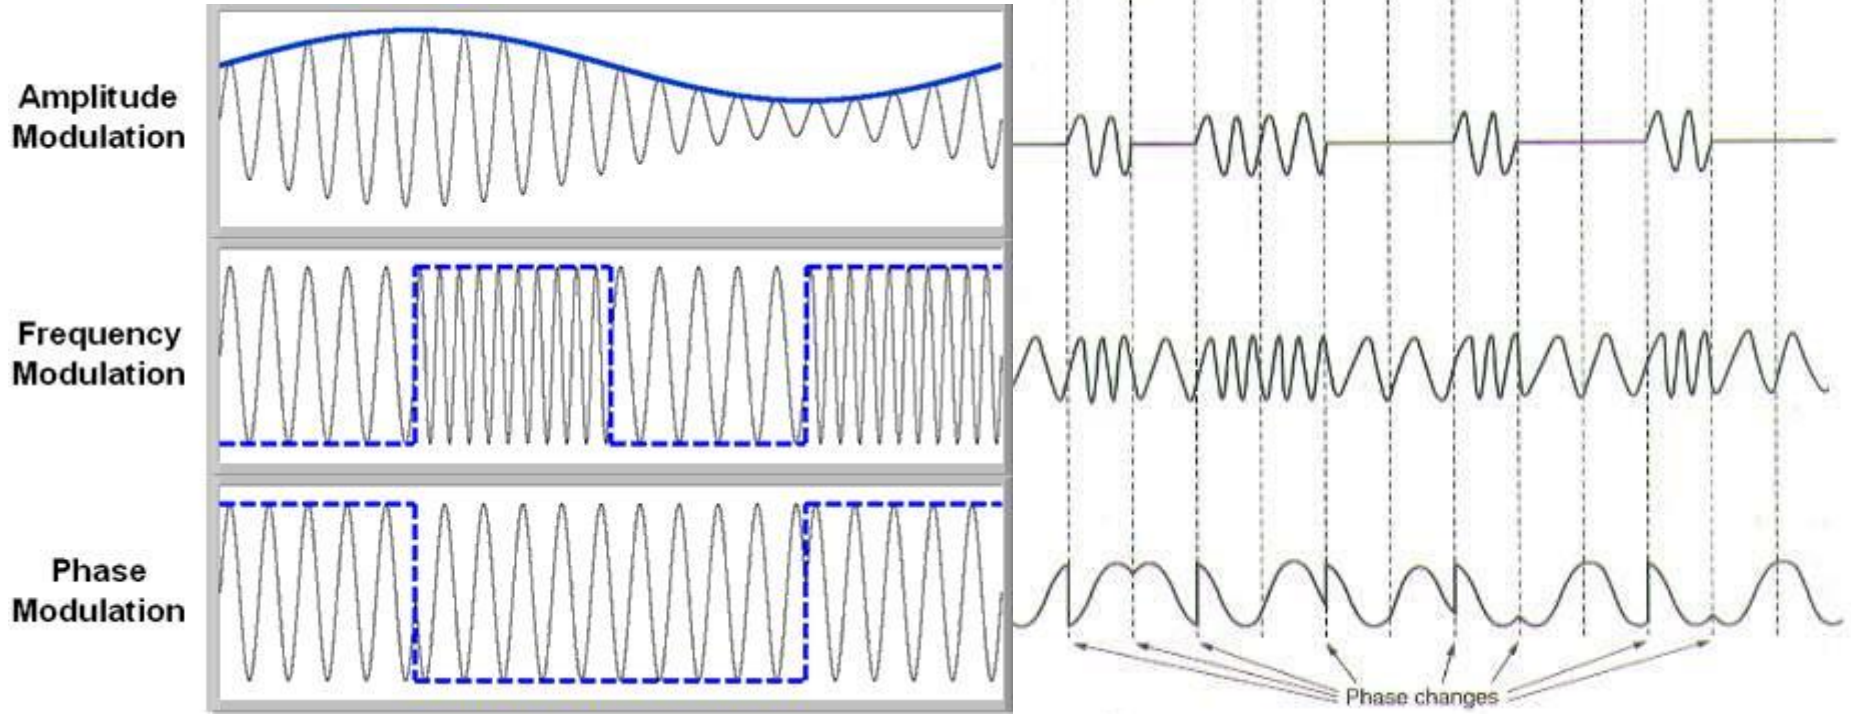 Amplitude
Modulation
Frequency
Modulation
Phase
Modulation
Phase changes